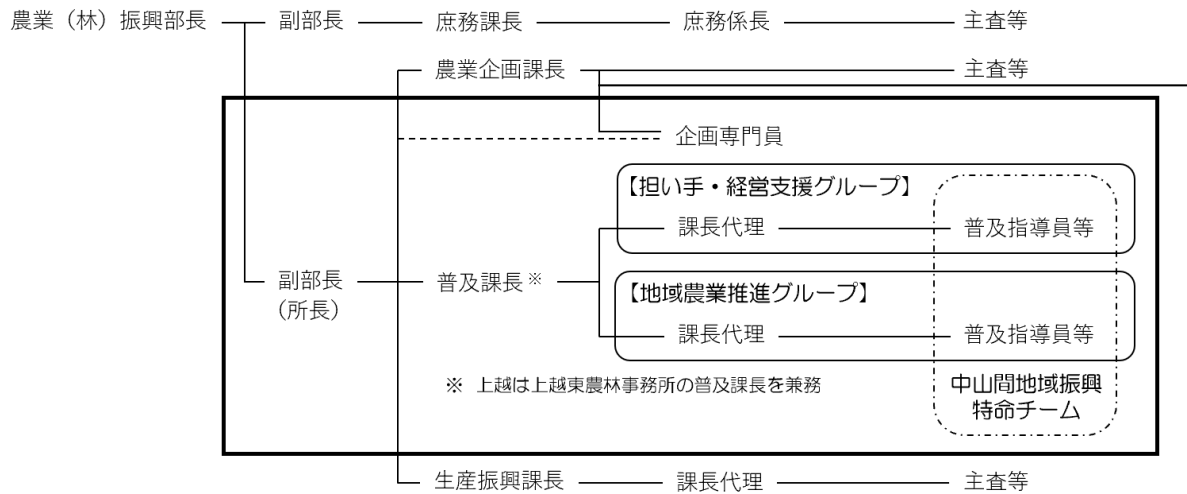 農業（林）振興部長 副部長 庶務課長 庶務係長 主査等
農業企画課長 主査等
企画専門員
【担い手・経営支援グループ】
課長代理 普及指導員等
副部長 普及課長※
（所長）
【地域農業推進グループ】
課長代理 普及指導員等
※ 上越は上越東農林事務所の普及課長を兼務
中山間地域振興
特命チーム
生産振興課長 課長代理 主査等